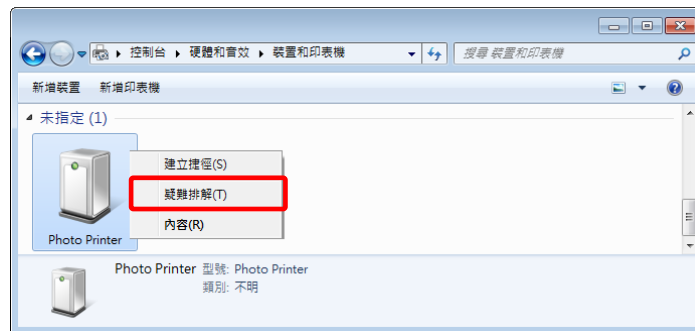 控制台 ▸ 硬體和音效 ▸ 裝置和印表機
搜尋 裝置和印表機
新增裝置 新增印表機
未指定 (1)
建立捷徑(S)
疑難排解(T)
內容(R)
Photo Printer
Photo Printer 型號: Photo Printer
類別: 不明